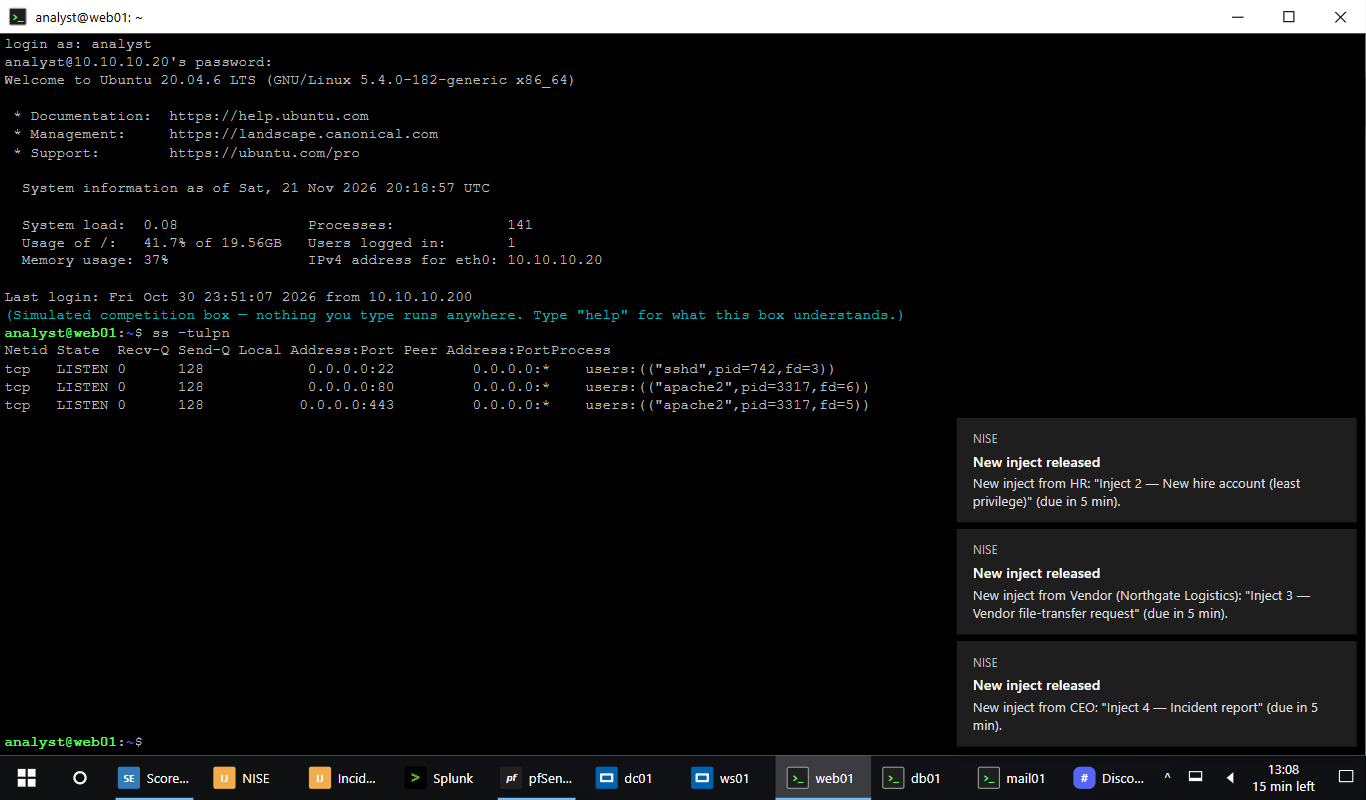 analyst@web01: ~
login as: analyst
analyst@10.10.10.20's password:
Welcome to Ubuntu 20.04.6 LTS (GNU/Linux 5.4.0-182-generic x86_64)
* Documentation:  https://help.ubuntu.com
* Management:     https://landscape.canonical.com
* Support:        https://ubuntu.com/pro
System information as of Sat, 21 Nov 2026 20:18:57 UTC
System load:  0.08               Processes:             141
Usage of /:   41.7% of 19.56GB   Users logged in:       1
Memory usage: 37%                IPv4 address for eth0: 10.10.10.20
Last login: Fri Oct 30 23:51:07 2026 from 10.10.10.200
(Simulated competition box — nothing you type runs anywhere. Type "help" for what this box understands.)
analyst@web01:~$ ss -tulpn
Netid State  Recv-Q Send-Q Local Address:Port Peer Address:PortProcess
tcp   LISTEN 0      128            0.0.0.0:22         0.0.0.0:*    users:(("sshd",pid=742,fd=3))
tcp   LISTEN 0      128            0.0.0.0:80         0.0.0.0:*    users:(("apache2",pid=3317,fd=6))
tcp   LISTEN 0      128           0.0.0.0:443         0.0.0.0:*    users:(("apache2",pid=3317,fd=5))
NISE
New inject released
New inject from HR: "Inject 2 — New hire account (least
privilege)" (due in 5 min).
NISE
New inject released
New inject from Vendor (Northgate Logistics): "Inject 3 —
Vendor file-transfer request" (due in 5 min).
NISE
New inject released
New inject from CEO: "Inject 4 — Incident report" (due in 5
min).
analyst@web01:~$
SE Score... IJ NISE IJ Incid... > Splunk pf pfSen... dc01 ws01 >_ web01 >_ db01 >_ mail01 # Disco... ^ 13:08
15 min left